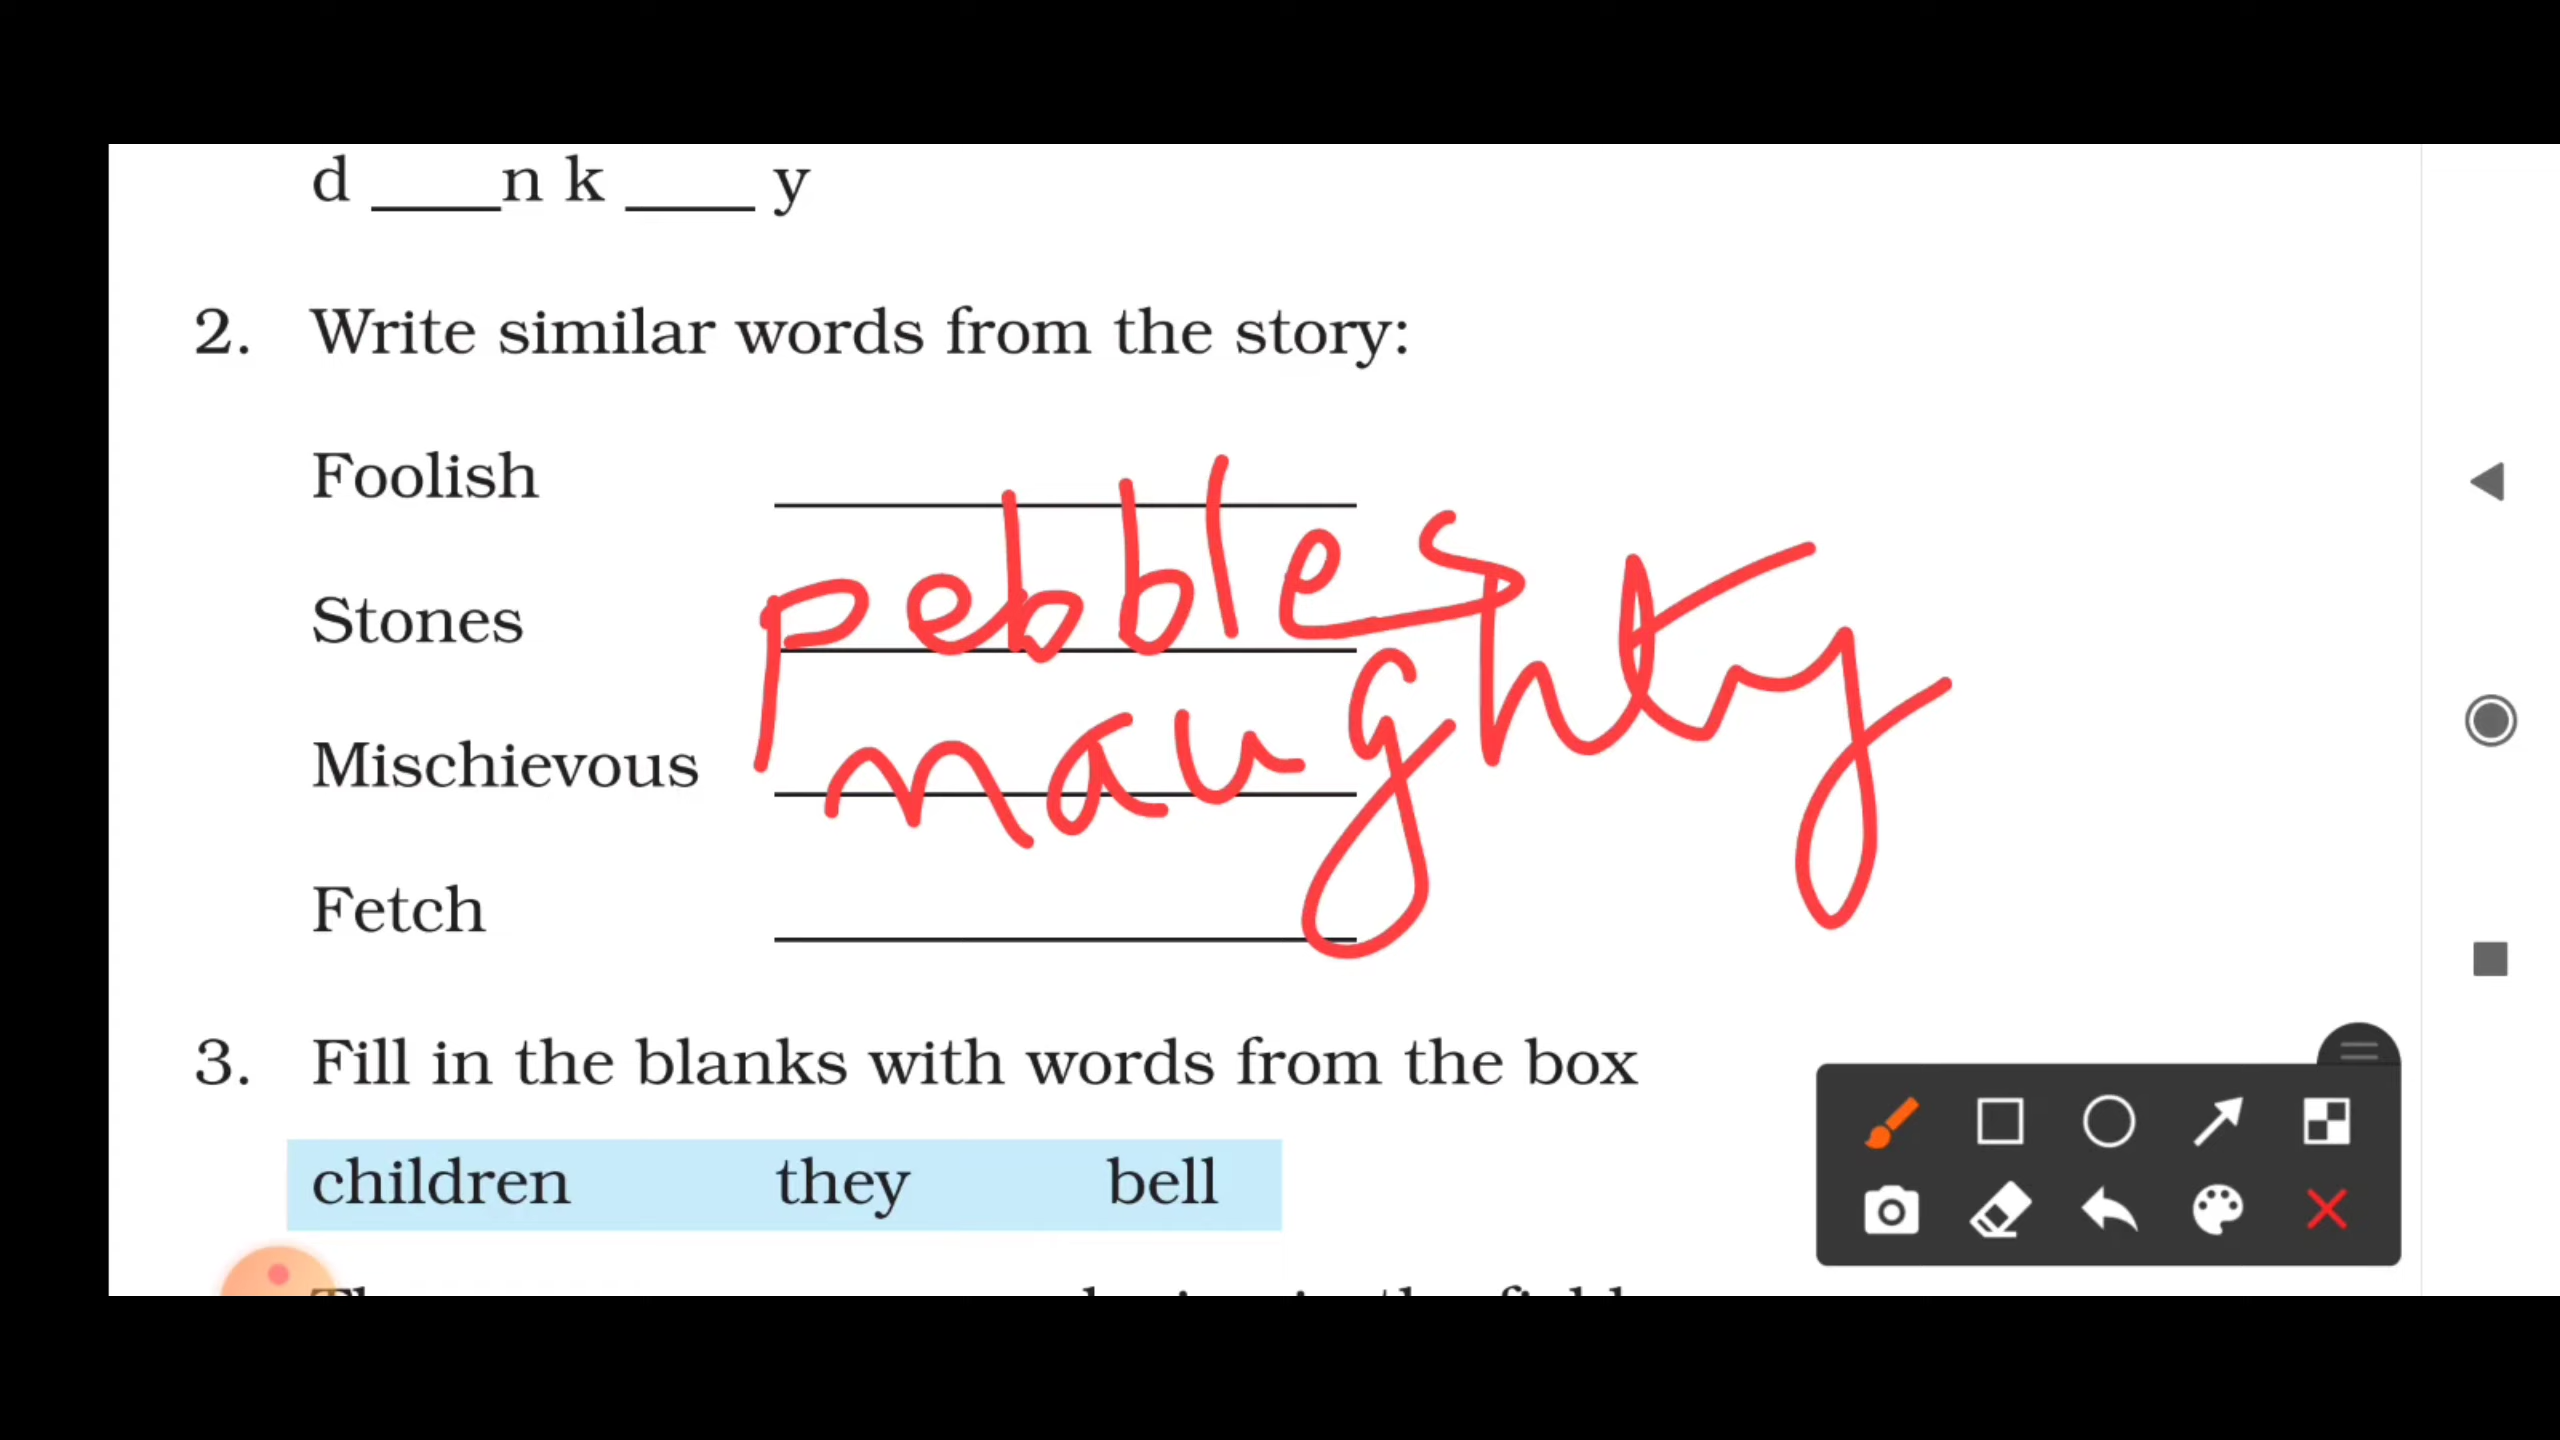 d ____n k ____ y
2. Write similar words from the story:
Foolish
Stones pebbles
Mischievous naughty
Fetch
3. Fill in the blanks with words from the box
children they bell